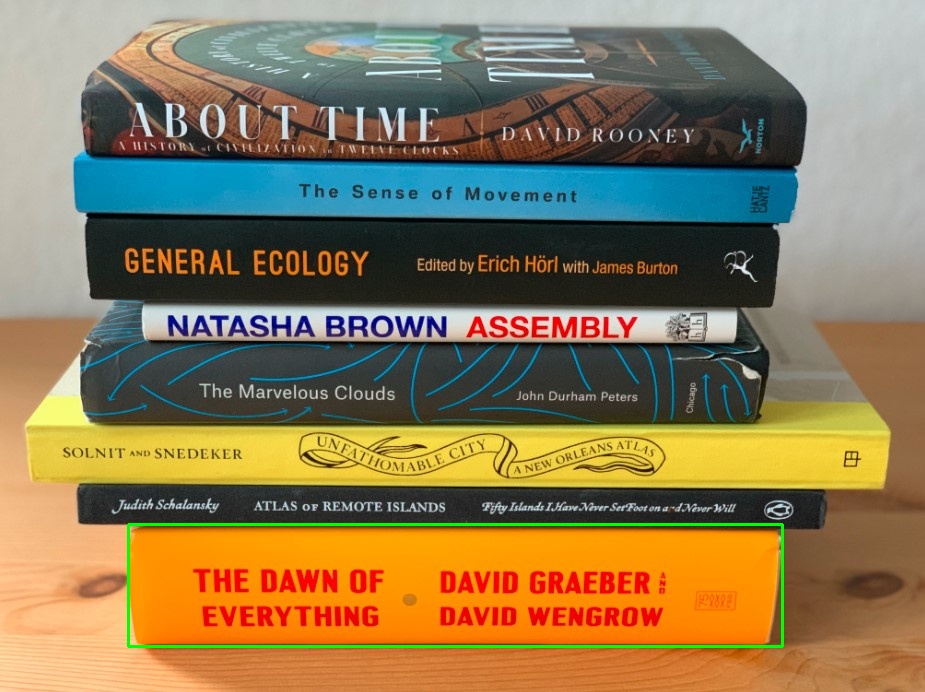 ABOUT TIME
ABOUT TIME DAVID ROONEY NORTON
A HISTORY of CIVILIZATION in TWELVE CLOCKS
The Sense of Movement HATJE CANTZ
GENERAL ECOLOGY Edited by Erich Hörl with James Burton
NATASHA BROWN ASSEMBLY h h
The Marvelous Clouds John Durham Peters Chicago
SOLNIT AND SNEDEKER UNFATHOMABLE CITY A NEW ORLEANS ATLAS
Judith Schalansky ATLAS OF REMOTE ISLANDS Fifty Islands I Have Never Set Foot on and Never Will
THE DAWN OF DAVID GRAEBER AND
EVERYTHING DAVID WENGROW